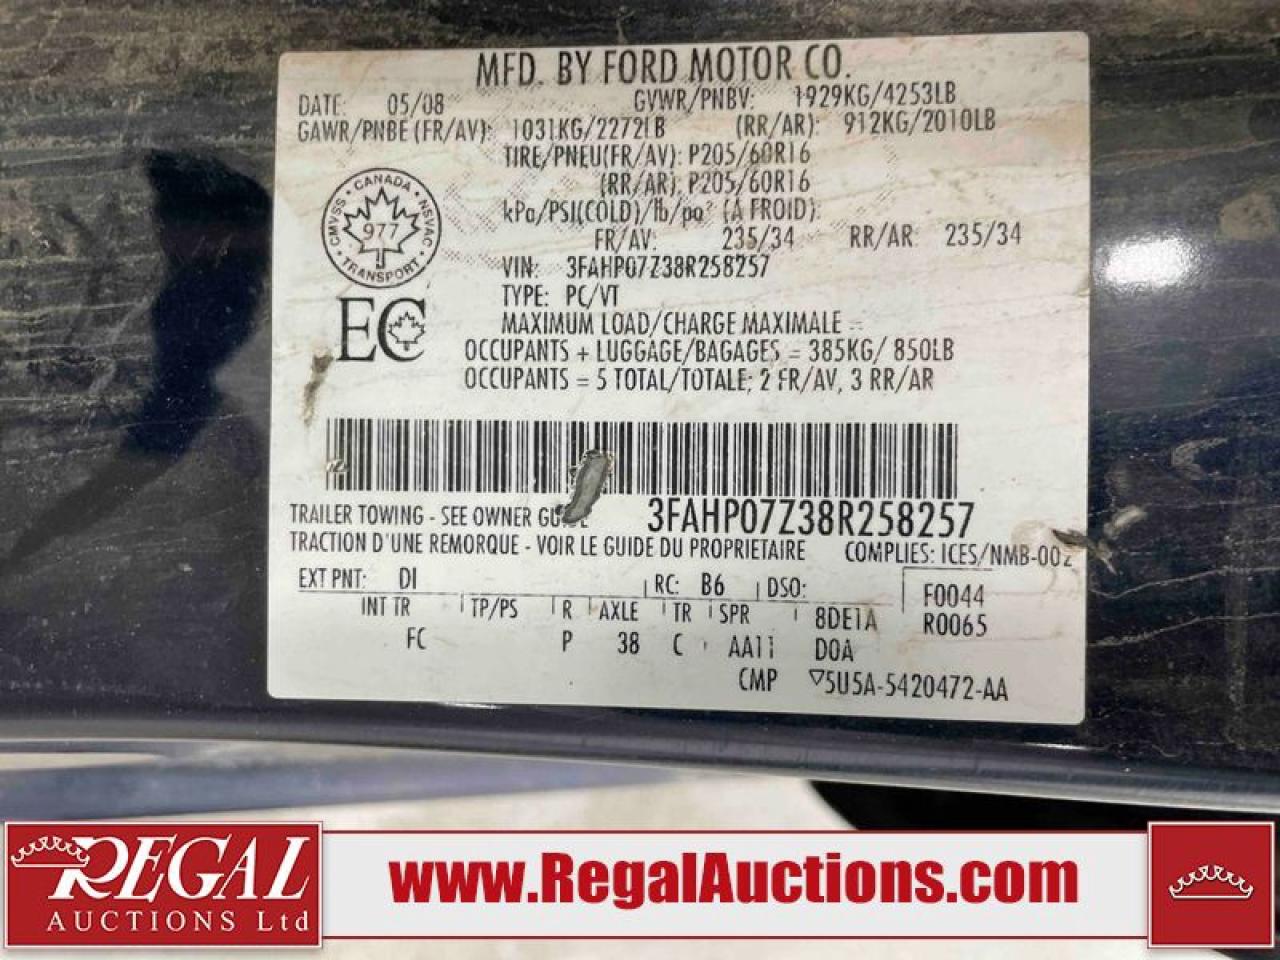 MFD. BY FORD MOTOR CO.
DATE: 05/08 GVWR/PNBV: 1929KG/4253LB
GAWR/PNBE (FR/AV): 1031KG/2272LB (RR/AR): 912KG/2010LB
TIRE/PNEU(FR/AV): P205/60R16
(RR/AR): P205/60R16
kPa/PSI(COLD)/lb/po² (A FROID):
FR/AV: 235/34 RR/AR 235/34
CMVSS • CANADA • NSVAC • TRANSPORT •
977
VIN: 3FAHP07Z38R258257
TYPE: PC/VT
EC
MAXIMUM LOAD/CHARGE MAXIMALE =
OCCUPANTS + LUGGAGE/BAGAGES = 385KG/ 850LB
OCCUPANTS = 5 TOTAL/TOTALE; 2 FR/AV, 3 RR/AR
TRAILER TOWING - SEE OWNER GUIDE 3FAHP07Z38R258257
TRACTION D'UNE REMORQUE - VOIR LE GUIDE DU PROPRIETAIRE COMPLIES: ICES/NMB-002
EXT PNT: DI RC: B6 DSO: F0044
INT TR TP/PS R AXLE TR SPR 8DE1A R0065
FC P 38 C AA11 D0A
CMP ▽5U5A-5420472-AA
REGAL
AUCTIONS Ltd
www.RegalAuctions.com